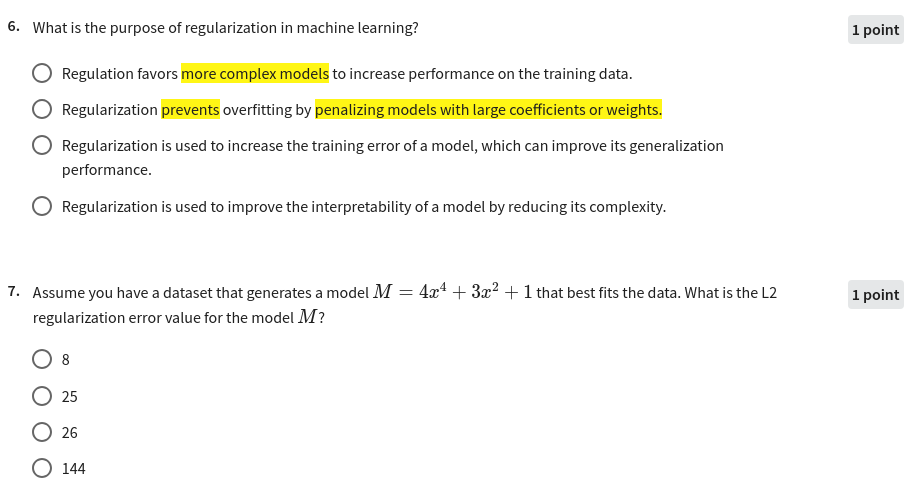 6. What is the purpose of regularization in machine learning? 1 point
Regulation favors more complex models to increase performance on the training data.
Regularization prevents overfitting by penalizing models with large coefficients or weights.
Regularization is used to increase the training error of a model, which can improve its generalization
performance.
Regularization is used to improve the interpretability of a model by reducing its complexity.
7. Assume you have a dataset that generates a model M = 4x⁴ + 3x² + 1 that best fits the data. What is the L2 1 point
regularization error value for the model M?
8
25
26
144